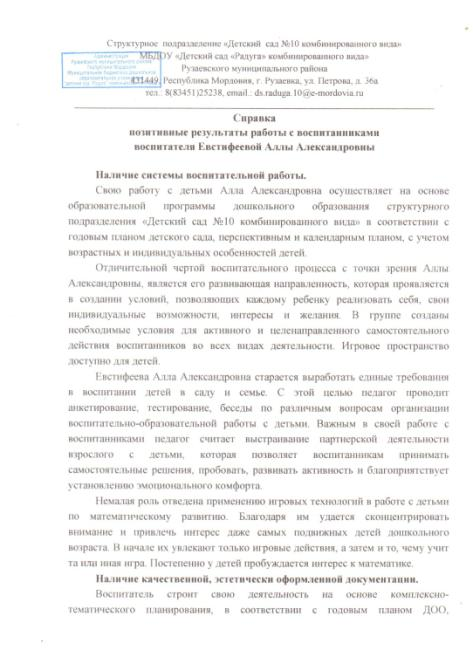 Структурное подразделение «Детский сад №10 комбинированного вида»
МБДОУ «Детский сад «Радуга» комбинированного вида»
Рузаевского муниципального района
431449, Республика Мордовия, г. Рузаевка, ул. Петрова, д. 36а
тел.: 8(83451)25238, email.: ds.raduga.10@e-mordovia.ru
Справка
позитивные результаты работы с воспитанниками
воспитателя Евстифеевой Аллы Александровны
Наличие системы воспитательной работы.
Свою работу с детьми Алла Александровна осуществляет на основе
образовательной программы дошкольного образования структурного
подразделения «Детский сад №10 комбинированного вида» в соответствии с
годовым планом детского сада, перспективным и календарным планом, с учетом
возрастных и индивидуальных особенностей детей.
Отличительной чертой воспитательного процесса с точки зрения Аллы
Александровны, является его развивающая направленность, которая проявляется
в создании условий, позволяющих каждому ребенку реализовать себя, свои
индивидуальные возможности, интересы и желания. В группе созданы
необходимые условия для активного и целенаправленного самостоятельного
действия воспитанников во всех видах деятельности. Игровое пространство
доступно для детей.
Евстифеева Алла Александровна старается выработать единые требования
в воспитании детей в саду и семье. С этой целью педагог проводит
анкетирование, тестирование, беседы по различным вопросам организации
воспитательно-образовательной работы с детьми. Важным в своей работе с
воспитанниками педагог считает выстраивание партнерской деятельности
взрослого с детьми, которая позволяет воспитанникам принимать
самостоятельные решения, пробовать, развивать активность и благоприятствует
установлению эмоционального комфорта.
Немалая роль отведена применению игровых технологий в работе с детьми
по математическому развитию. Благодаря им удается сконцентрировать
внимание и привлечь интерес даже самых подвижных детей дошкольного
возраста. В начале их увлекают только игровые действия, а затем и то, чему учит
та или иная игра. Постепенно у детей пробуждается интерес к математике.
Наличие качественной, эстетически оформленной документации.
Воспитатель строит свою деятельность на основе комплексно-
тематического планирования, в соответствии с годовым планом ДОО,